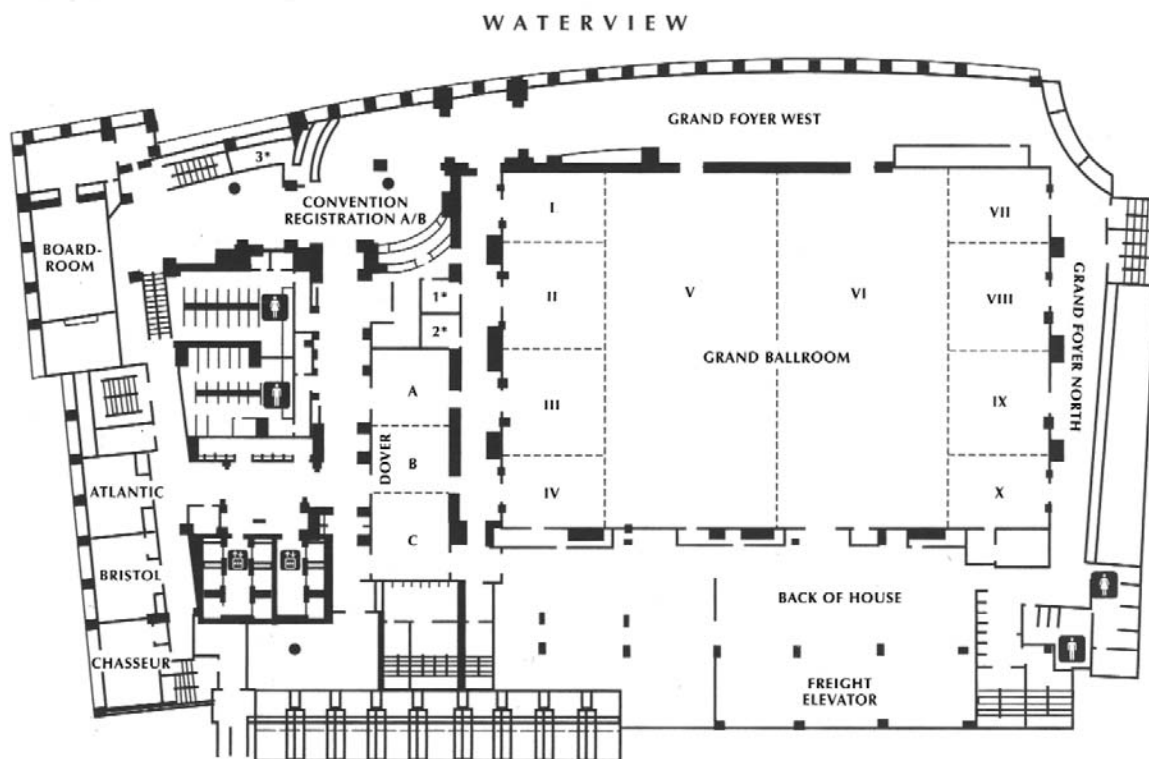 WATERVIEW
GRAND FOYER WEST
3*
CONVENTION
REGISTRATION A/B
I
VII
BOARD-
ROOM
GRAND FOYER NORTH
1*
II
V
VI
VIII
2*
GRAND BALLROOM
A
III
IX
DOVER
B
ATLANTIC
IV
X
C
BRISTOL
BACK OF HOUSE
CHASSEUR
FREIGHT
ELEVATOR